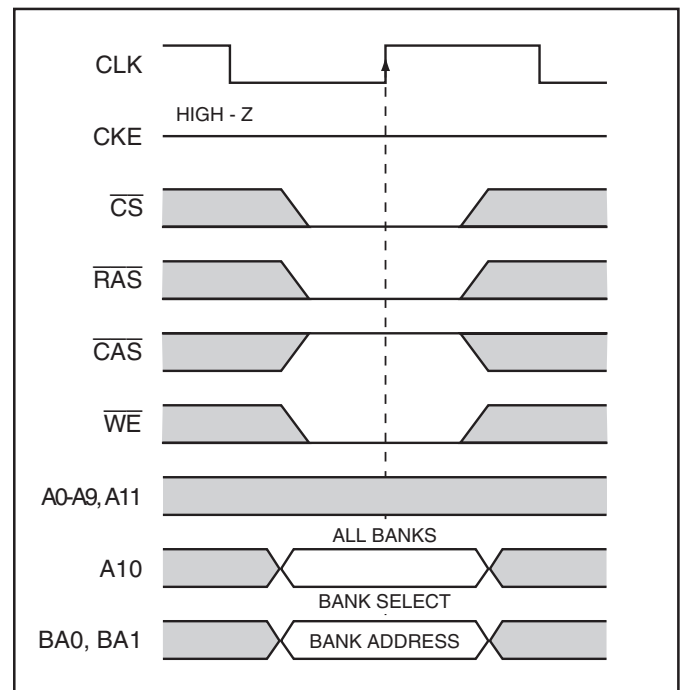 CLK
HIGH - Z
CKE
CS
RAS
CAS
WE
A0-A9, A11
ALL BANKS
A10
BANK SELECT
BA0, BA1
BANK ADDRESS